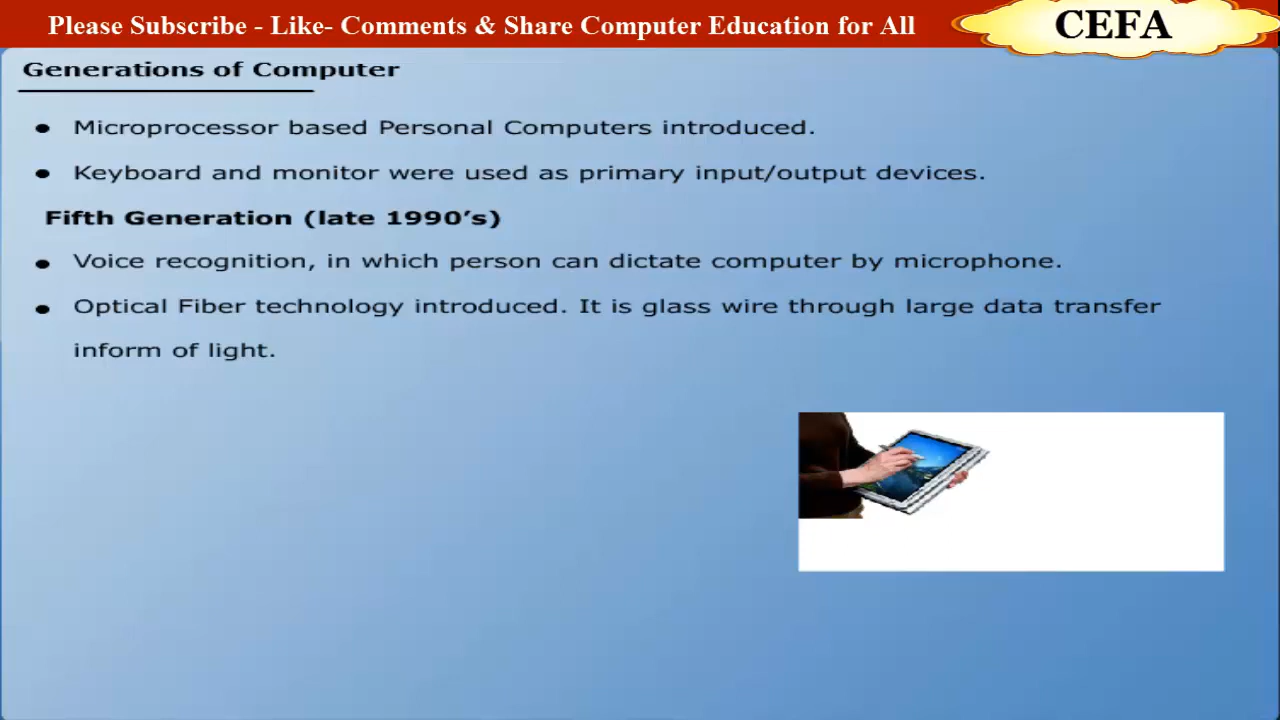 Please Subscribe - Like- Comments & Share Computer Education for All
CEFA
Generations of Computer
● Microprocessor based Personal Computers introduced.
● Keyboard and monitor were used as primary input/output devices.
Fifth Generation (late 1990’s)
● Voice recognition, in which person can dictate computer by microphone.
● Optical Fiber technology introduced. It is glass wire through large data transfer
inform of light.